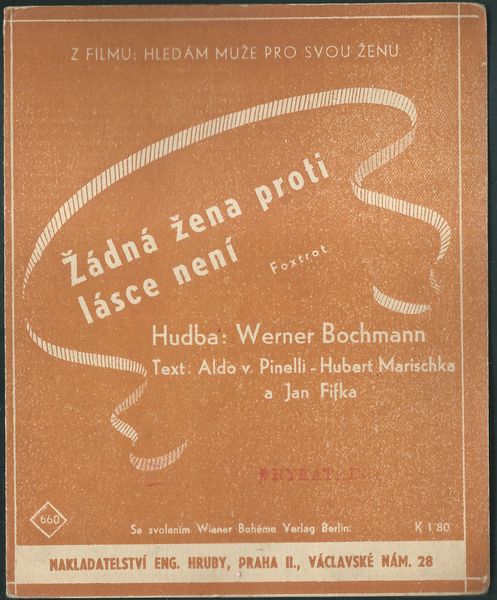 Z FILMU: HLEDÁM MUŽE PRO SVOU ŽENU
Žádná žena proti
lásce není
Foxtrot
Hudba: Werner Bochmann
Text: Aldo v. Pinelli - Hubert Marischka
a Jan Fifka
660
Se svolením Wiener Bohême Verlag Berlin.
K 1'80
NAKLADATELSTVÍ ENG. HRUBY, PRAHA II., VÁCLAVSKÉ NÁM. 28